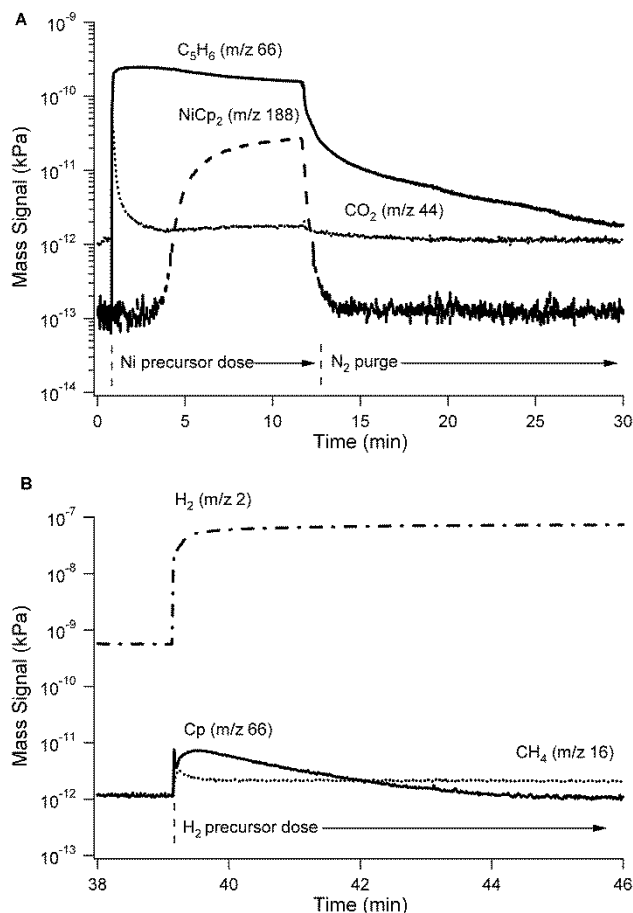 A
C₅H₆ (m/z 66)
NiCp₂ (m/z 188)
CO₂ (m/z 44)
Ni precursor dose
N₂ purge
Mass Signal (kPa)
10⁻⁹
10⁻¹⁰
10⁻¹¹
10⁻¹²
10⁻¹³
10⁻¹⁴
0 5 10 15 20 25 30
Time (min)
B
H₂ (m/z 2)
Cp (m/z 66)
CH₄ (m/z 16)
H₂ precursor dose
Mass Signal (kPa)
10⁻⁷
10⁻⁸
10⁻⁹
10⁻¹⁰
10⁻¹¹
10⁻¹²
10⁻¹³
38 40 42 44 46
Time (min)